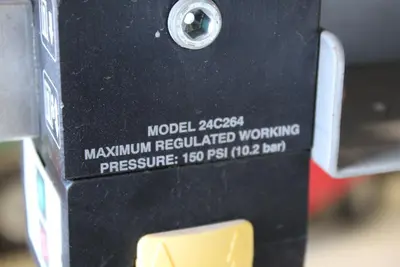 MODEL 24C264
MAXIMUM REGULATED WORKING
PRESSURE: 150 PSI (10.2 bar)